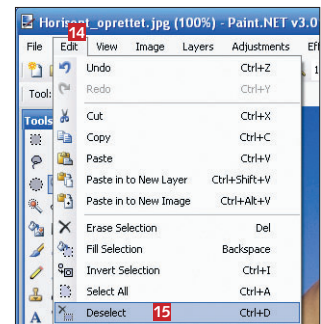 Horisont_oprettet.jpg (100%) - Paint.NET v3.0
14
File Edit View Image Layers Adjustments Eff
Undo Ctrl+Z
Tool: Redo Ctrl+Y
Cut Ctrl+X
Tools
Copy Ctrl+C
Paste Ctrl+V
Paste in to New Layer Ctrl+Shift+V
Paste in to New Image Ctrl+Alt+V
Erase Selection Del
Fill Selection Backspace
Invert Selection Ctrl+I
Select All Ctrl+A
Deselect 15 Ctrl+D